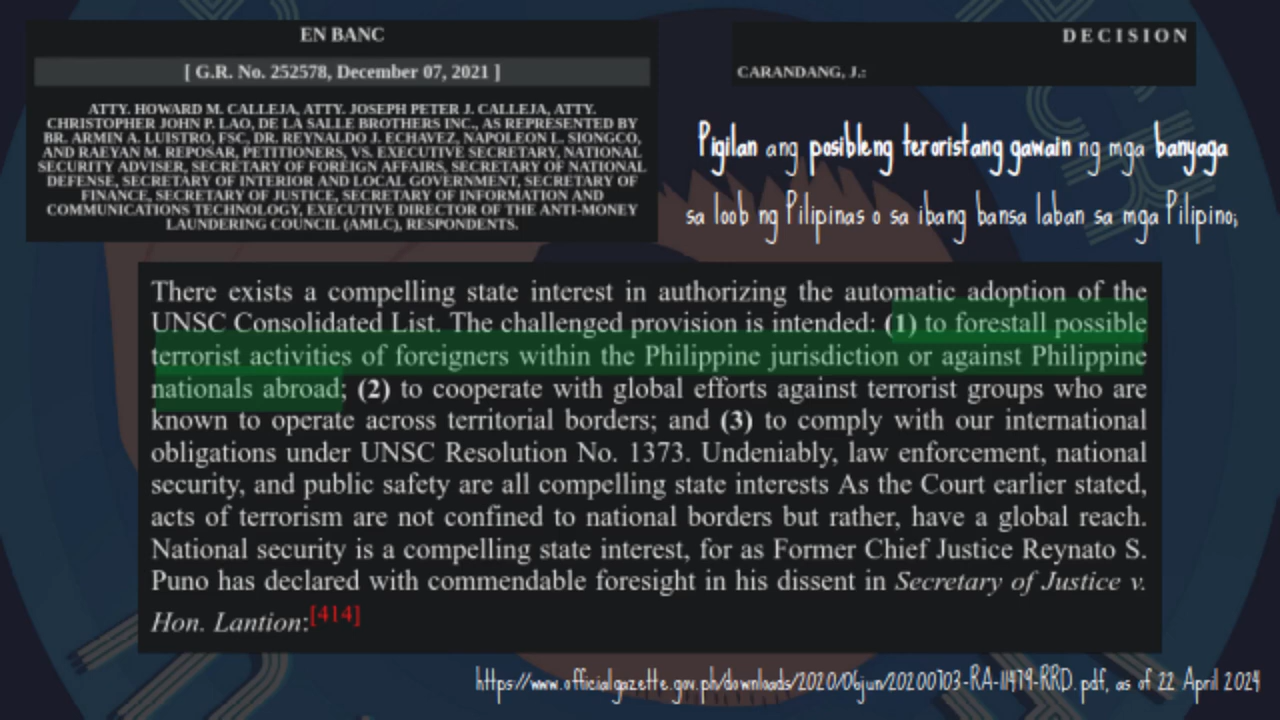 EN BANC
[ G.R. No. 252578, December 07, 2021 ]
ATTY. HOWARD M. CALLEJA, ATTY. JOSEPH PETER J. CALLEJA, ATTY.
CHRISTOPHER JOHN P. LAO, DE LA SALLE BROTHERS INC., AS REPRESENTED BY
BR. ARMIN A. LUISTRO, FSC, DR. REYNALDO J. ECHAVEZ, NAPOLEON L. SIONGCO,
AND RAEYAN M. REPOSAR, PETITIONERS, VS. EXECUTIVE SECRETARY, NATIONAL
SECURITY ADVISER, SECRETARY OF FOREIGN AFFAIRS, SECRETARY OF NATIONAL
DEFENSE, SECRETARY OF INTERIOR AND LOCAL GOVERNMENT, SECRETARY OF
FINANCE, SECRETARY OF JUSTICE, SECRETARY OF INFORMATION AND
COMMUNICATIONS TECHNOLOGY, EXECUTIVE DIRECTOR OF THE ANTI-MONEY
LAUNDERING COUNCIL (AMLC), RESPONDENTS.
DECISION
CARANDANG, J.:
Pigilan ang posibleng teroristang gawain ng mga banyaga
sa loob ng Pilipinas o sa ibang bansa laban sa mga Pilipino;
There exists a compelling state interest in authorizing the automatic adoption of the
UNSC Consolidated List. The challenged provision is intended: (1) to forestall possible
terrorist activities of foreigners within the Philippine jurisdiction or against Philippine
nationals abroad; (2) to cooperate with global efforts against terrorist groups who are
known to operate across territorial borders; and (3) to comply with our international
obligations under UNSC Resolution No. 1373. Undeniably, law enforcement, national
security, and public safety are all compelling state interests As the Court earlier stated,
acts of terrorism are not confined to national borders but rather, have a global reach.
National security is a compelling state interest, for as Former Chief Justice Reynato S.
Puno has declared with commendable foresight in his dissent in Secretary of Justice v.
Hon. Lantion:[414]
https://www.officialgazette.gov.ph/downloads/2020/06jun/20200703-RA-11479-RRD.pdf, as of 22 April 2024